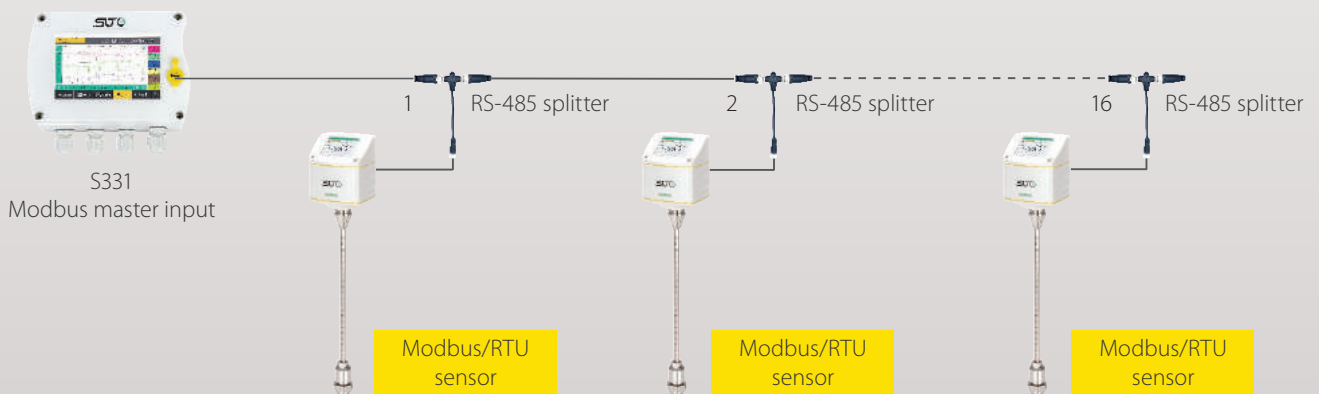 SUTO
S331
Modbus master input
1
RS-485 splitter
2
RS-485 splitter
16
RS-485 splitter
SUTO
SUTO
SUTO
Modbus/RTU
sensor
Modbus/RTU
sensor
Modbus/RTU
sensor